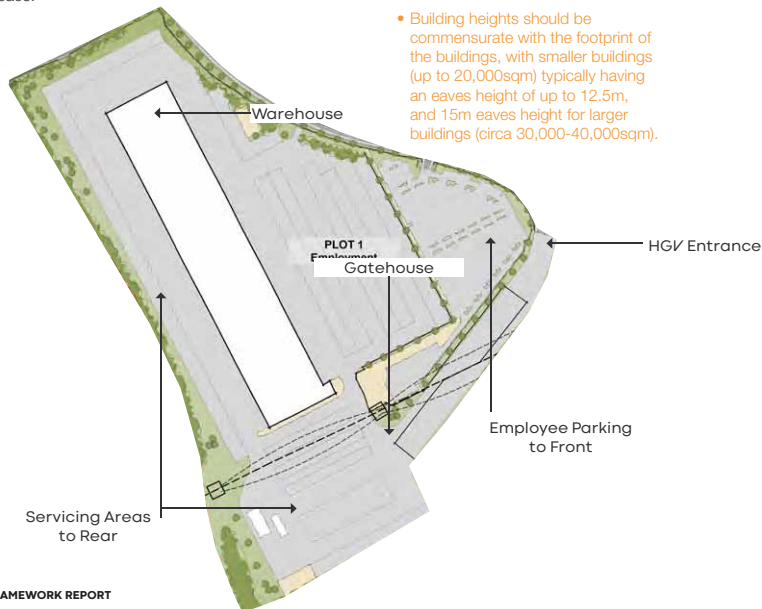 • Building heights should be
commensurate with the footprint of
the buildings, with smaller buildings
(up to 20,000sqm) typically having
an eaves height of up to 12.5m,
and 15m eaves height for larger
buildings (circa 30,000-40,000sqm).
Warehouse
PLOT 1
Employment
Gatehouse
HGV Entrance
Employee Parking
to Front
Servicing Areas
to Rear
AMEWORK REPORT